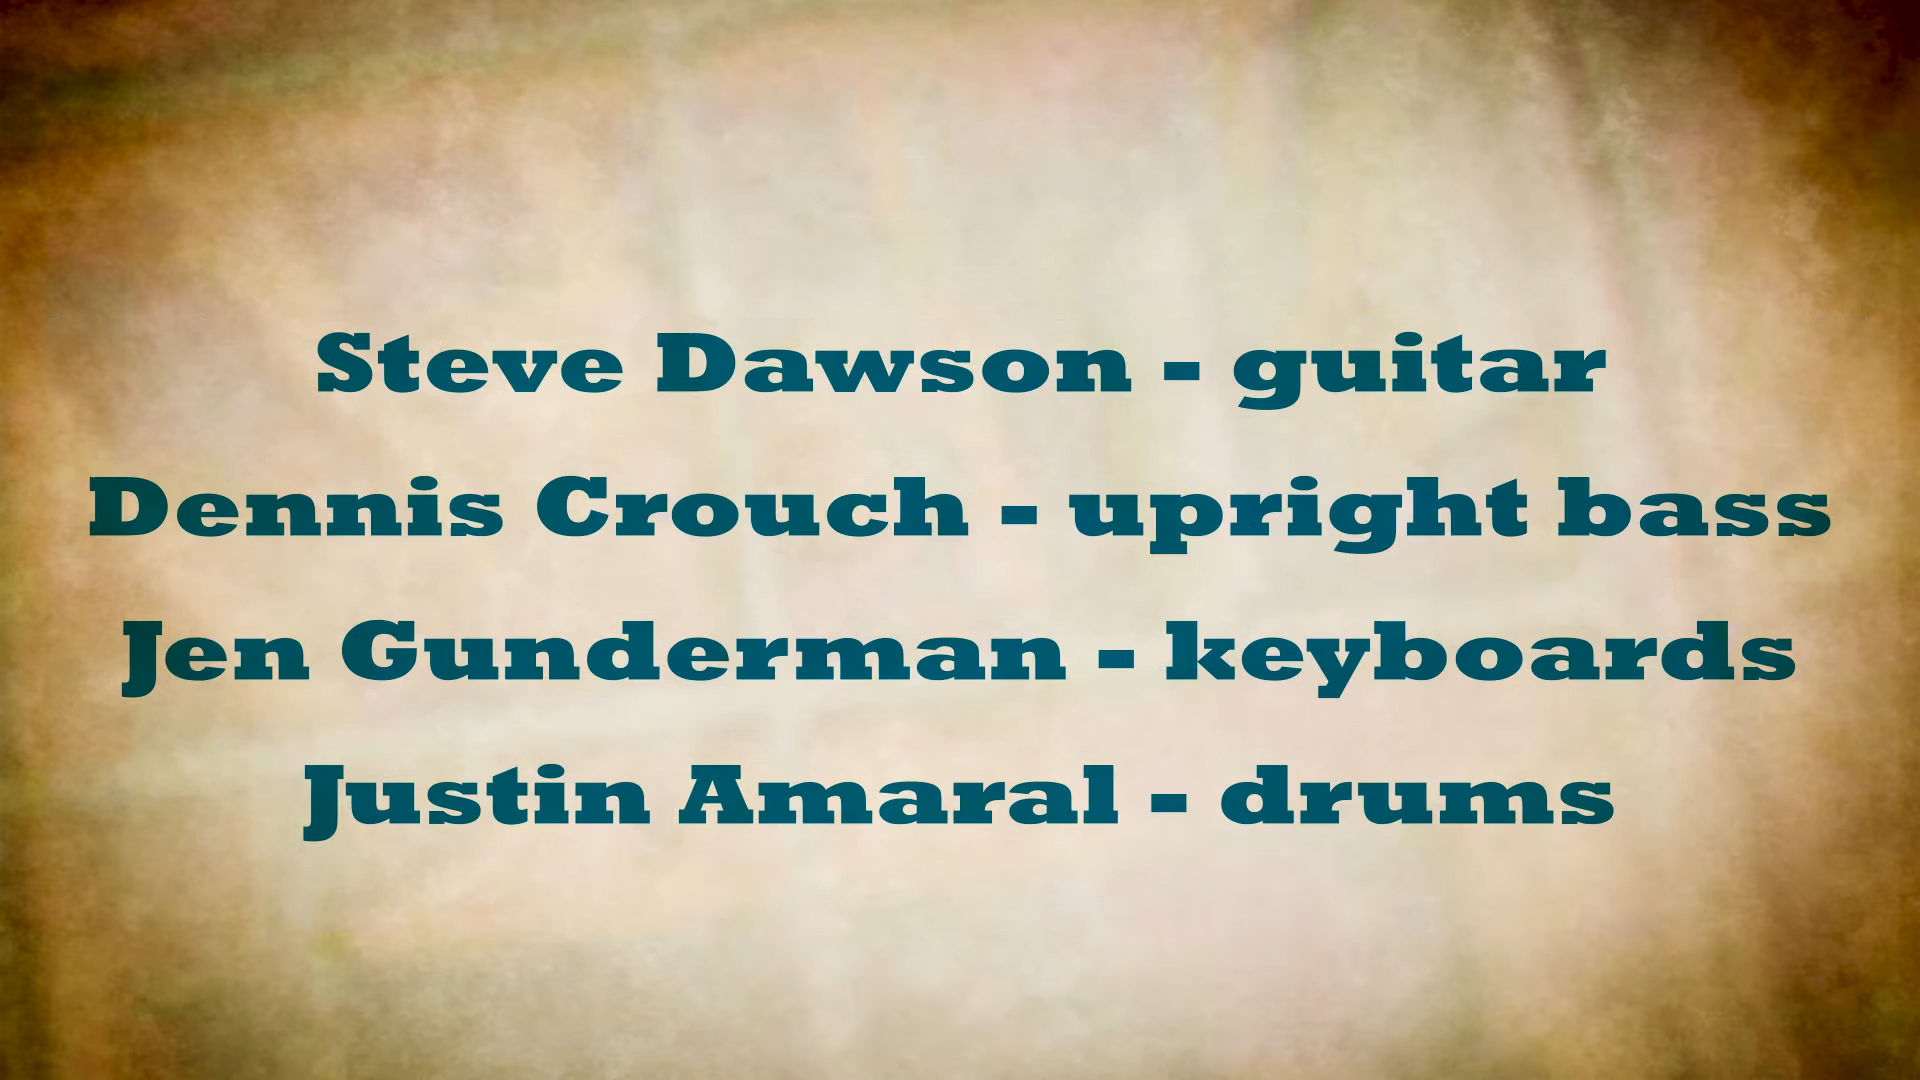 Steve Dawson - guitar
Dennis Crouch - upright bass
Jen Gunderman - keyboards
Justin Amaral - drums